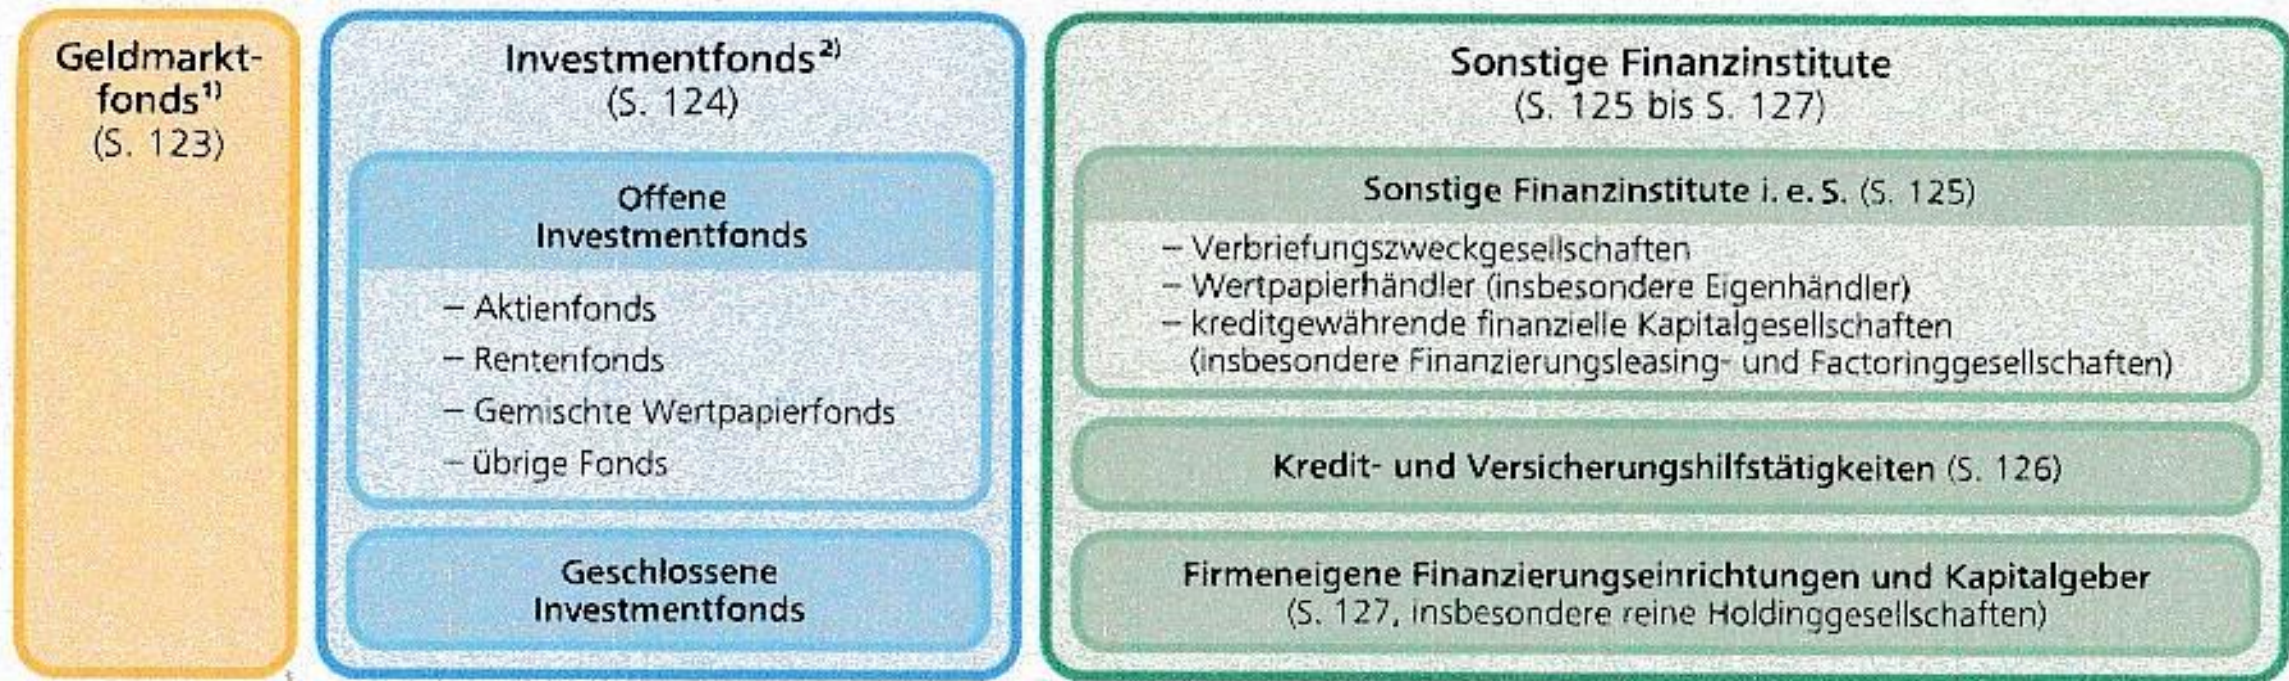 Geldmarkt-
fonds¹⁾
(S. 123)
Investmentfonds²⁾
(S. 124)
Offene
Investmentfonds
– Aktienfonds
– Rentenfonds
– Gemischte Wertpapierfonds
– übrige Fonds
Geschlossene
Investmentfonds
Sonstige Finanzinstitute
(S. 125 bis S. 127)
Sonstige Finanzinstitute i. e. S. (S. 125)
– Verbriefungszweckgesellschaften
– Wertpapierhändler (insbesondere Eigenhändler)
– kreditgewährende finanzielle Kapitalgesellschaften
(insbesondere Finanzierungsleasing- und Factoringgesellschaften)
Kredit- und Versicherungshilfstätigkeiten (S. 126)
Firmeneigene Finanzierungseinrichtungen und Kapitalgeber
(S. 127, insbesondere reine Holdinggesellschaften)